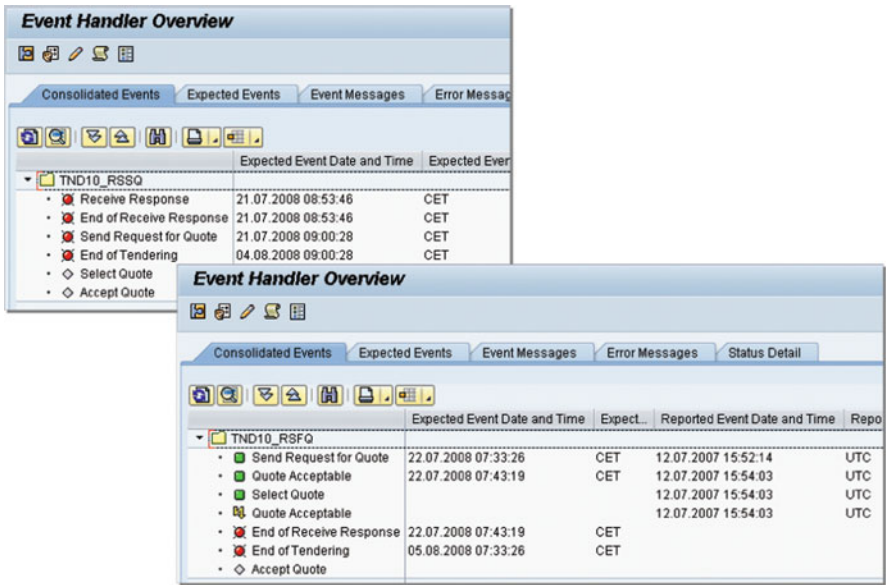 Event Handler Overview
Consolidated Events Expected Events Event Messages Error Messag
Expected Event Date and Time Expected Ever
TND10_RSSQ
Receive Response 21.07.2008 08:53:46 CET
End of Receive Response 21.07.2008 08:53:46 CET
Send Request for Quote 21.07.2008 09:00:28 CET
End of Tendering 04.08.2008 09:00:28 CET
Select Quote
Accept Quote
Event Handler Overview
Consolidated Events Expected Events Event Messages Error Messages Status Detail
Expected Event Date and Time Expect... Reported Event Date and Time Repo
TND10_RSFQ
Send Request for Quote 22.07.2008 07:33:26 CET 12.07.2007 15:52:14 UTC
Quote Acceptable 22.07.2008 07:43:19 CET 12.07.2007 15:54:03 UTC
Select Quote 12.07.2007 15:54:03 UTC
Quote Acceptable 12.07.2007 15:54:03 UTC
End of Receive Response 22.07.2008 07:43:19 CET
End of Tendering 05.08.2008 07:33:26 CET
Accept Quote